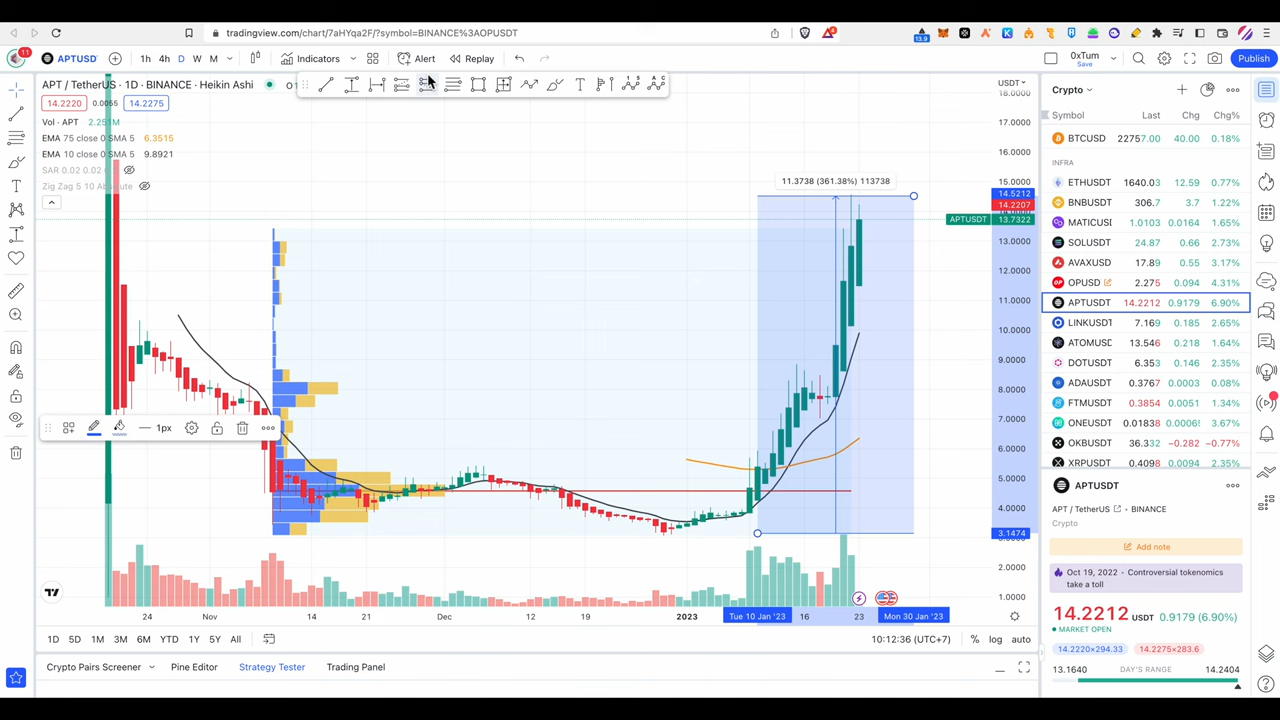 tradingview.com/chart/7aHYqa2F/?symbol=BINANCE%3AOPUSDT
13.9
11 APTUSD 1h 4h D W M Indicators Alert Replay 0xTum Save Publish
APT / TetherUS · 1D · BINANCE · Heikin Ashi
14.2220 0.0055 14.2275
Vol · APT 2.251M
EMA 75 close 0 SMA 5 6.3515
EMA 10 close 0 SMA 5 9.8921
SAR 0.02 0.02
Zig Zag 5 10 Absolute
1px
11.3738 (361.38%) 113738
USDT
18.0000
17.0000
16.0000
15.0000
14.5212
14.2207
APTUSDT 13.7322
13.0000
12.0000
11.0000
10.0000
9.0000
8.0000
7.0000
6.0000
5.0000
4.0000
3.1474
2.0000
1.0000
24 Nov 14 21 Dec 12 19 2023 Tue 10 Jan '23 16 23 Mon 30 Jan '23
1D 5D 1M 3M 6M YTD 1Y 5Y All 10:12:36 (UTC+7) % log auto
Crypto Pairs Screener Pine Editor Strategy Tester Trading Panel
Crypto
Symbol Last Chg Chg%
BTCUSD 22757.00 40.00 0.18%
INFRA
ETHUSDT 1640.03 12.59 0.77%
BNBUSDT 306.7 3.7 1.22%
MATICUSI 1.0103 0.0164 1.65%
SOLUSDT 24.87 0.66 2.73%
AVAXUSD 17.89 0.55 3.17%
OPUSD 2.275 0.094 4.31%
APTUSDT 14.2212 0.9179 6.90%
LINKUSDT 7.169 0.185 2.65%
ATOMUSD 13.546 0.218 1.64%
DOTUSDT 6.353 0.146 2.35%
ADAUSDT 0.3767 0.0003 0.08%
FTMUSDT 0.3854 0.0051 1.34%
ONEUSDT 0.01838 0.0006 3.67%
OKBUSDT 36.332 -0.282 -0.77%
XRPUSDT 0.4098 0.0094 2.35%
APTUSDT
APT / TetherUS · BINANCE
Crypto
Add note
Oct 19, 2022 - Controversial tokenomics
take a toll
14.2212 USDT 0.9179 (6.90%)
MARKET OPEN
14.2220×294.33 14.2275×283.6
13.1640 DAY'S RANGE 14.2404